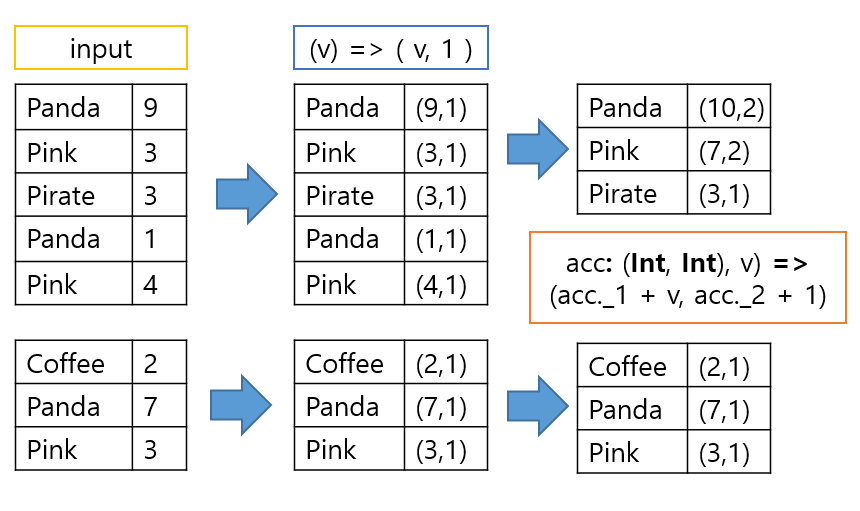 input
(v) => ( v, 1 )
Panda 9
Pink 3
Pirate 3
Panda 1
Pink 4
Panda (9,1)
Pink (3,1)
Pirate (3,1)
Panda (1,1)
Pink (4,1)
Panda (10,2)
Pink (7,2)
Pirate (3,1)
acc: (Int, Int), v) =>
(acc._1 + v, acc._2 + 1)
Coffee 2
Panda 7
Pink 3
Coffee (2,1)
Panda (7,1)
Pink (3,1)
Coffee (2,1)
Panda (7,1)
Pink (3,1)